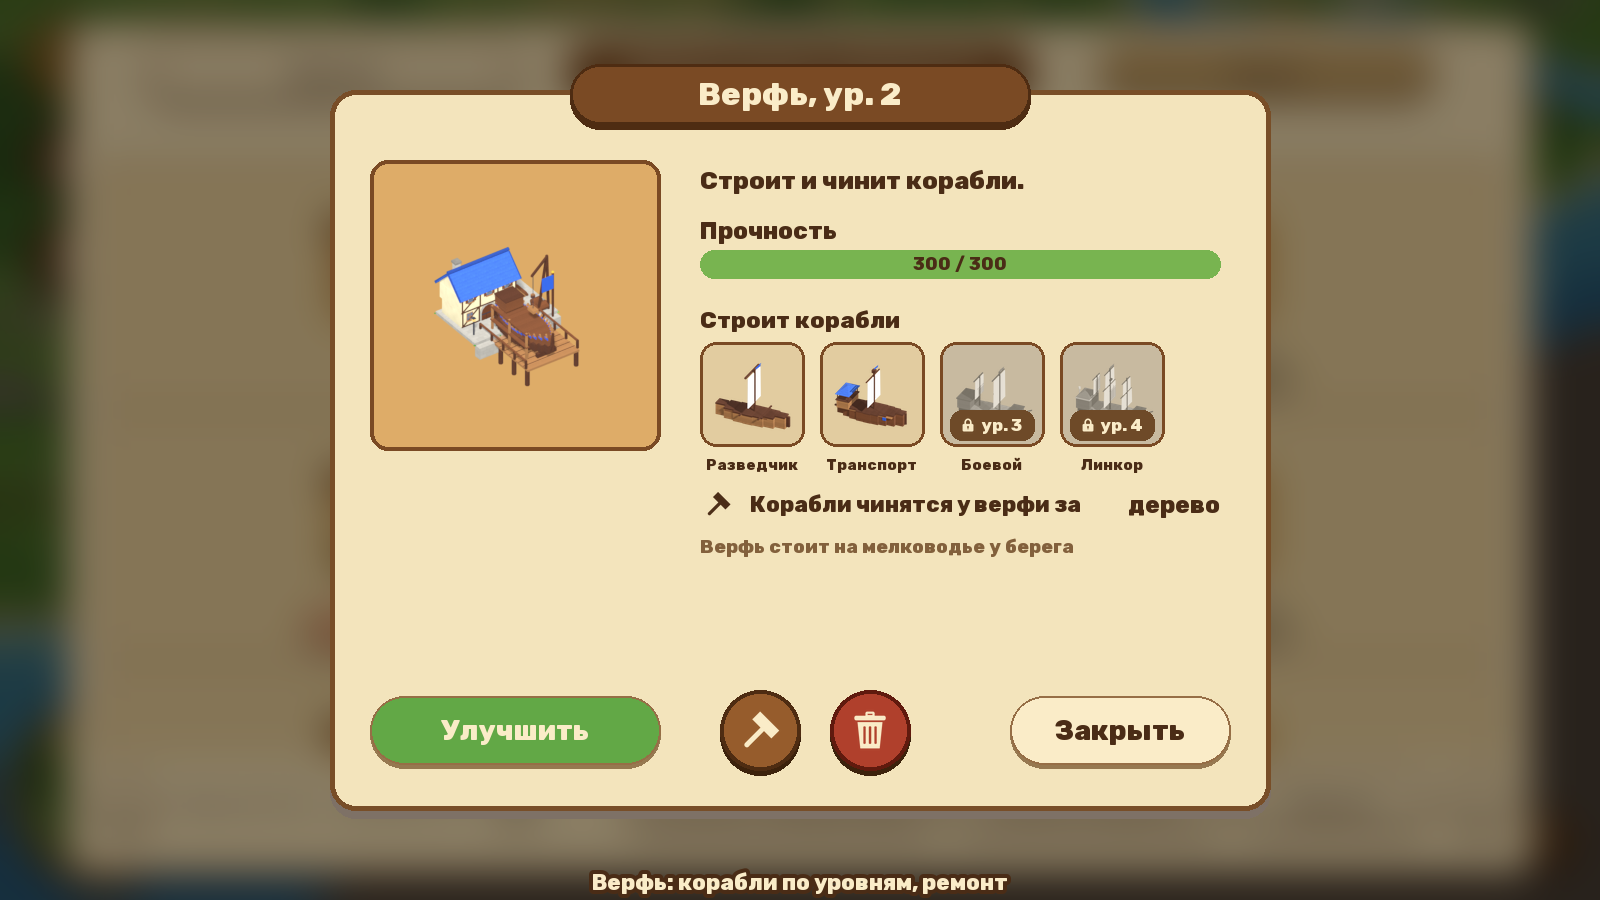 Верфь, ур. 2
Строит и чинит корабли.
Прочность
300 / 300
Строит корабли
ур. 3
ур. 4
Разведчик
Транспорт
Боевой
Линкор
Корабли чинятся у верфи за дерево
Верфь стоит на мелководье у берега
Улучшить
Закрыть
Верфь: корабли по уровням, ремонт